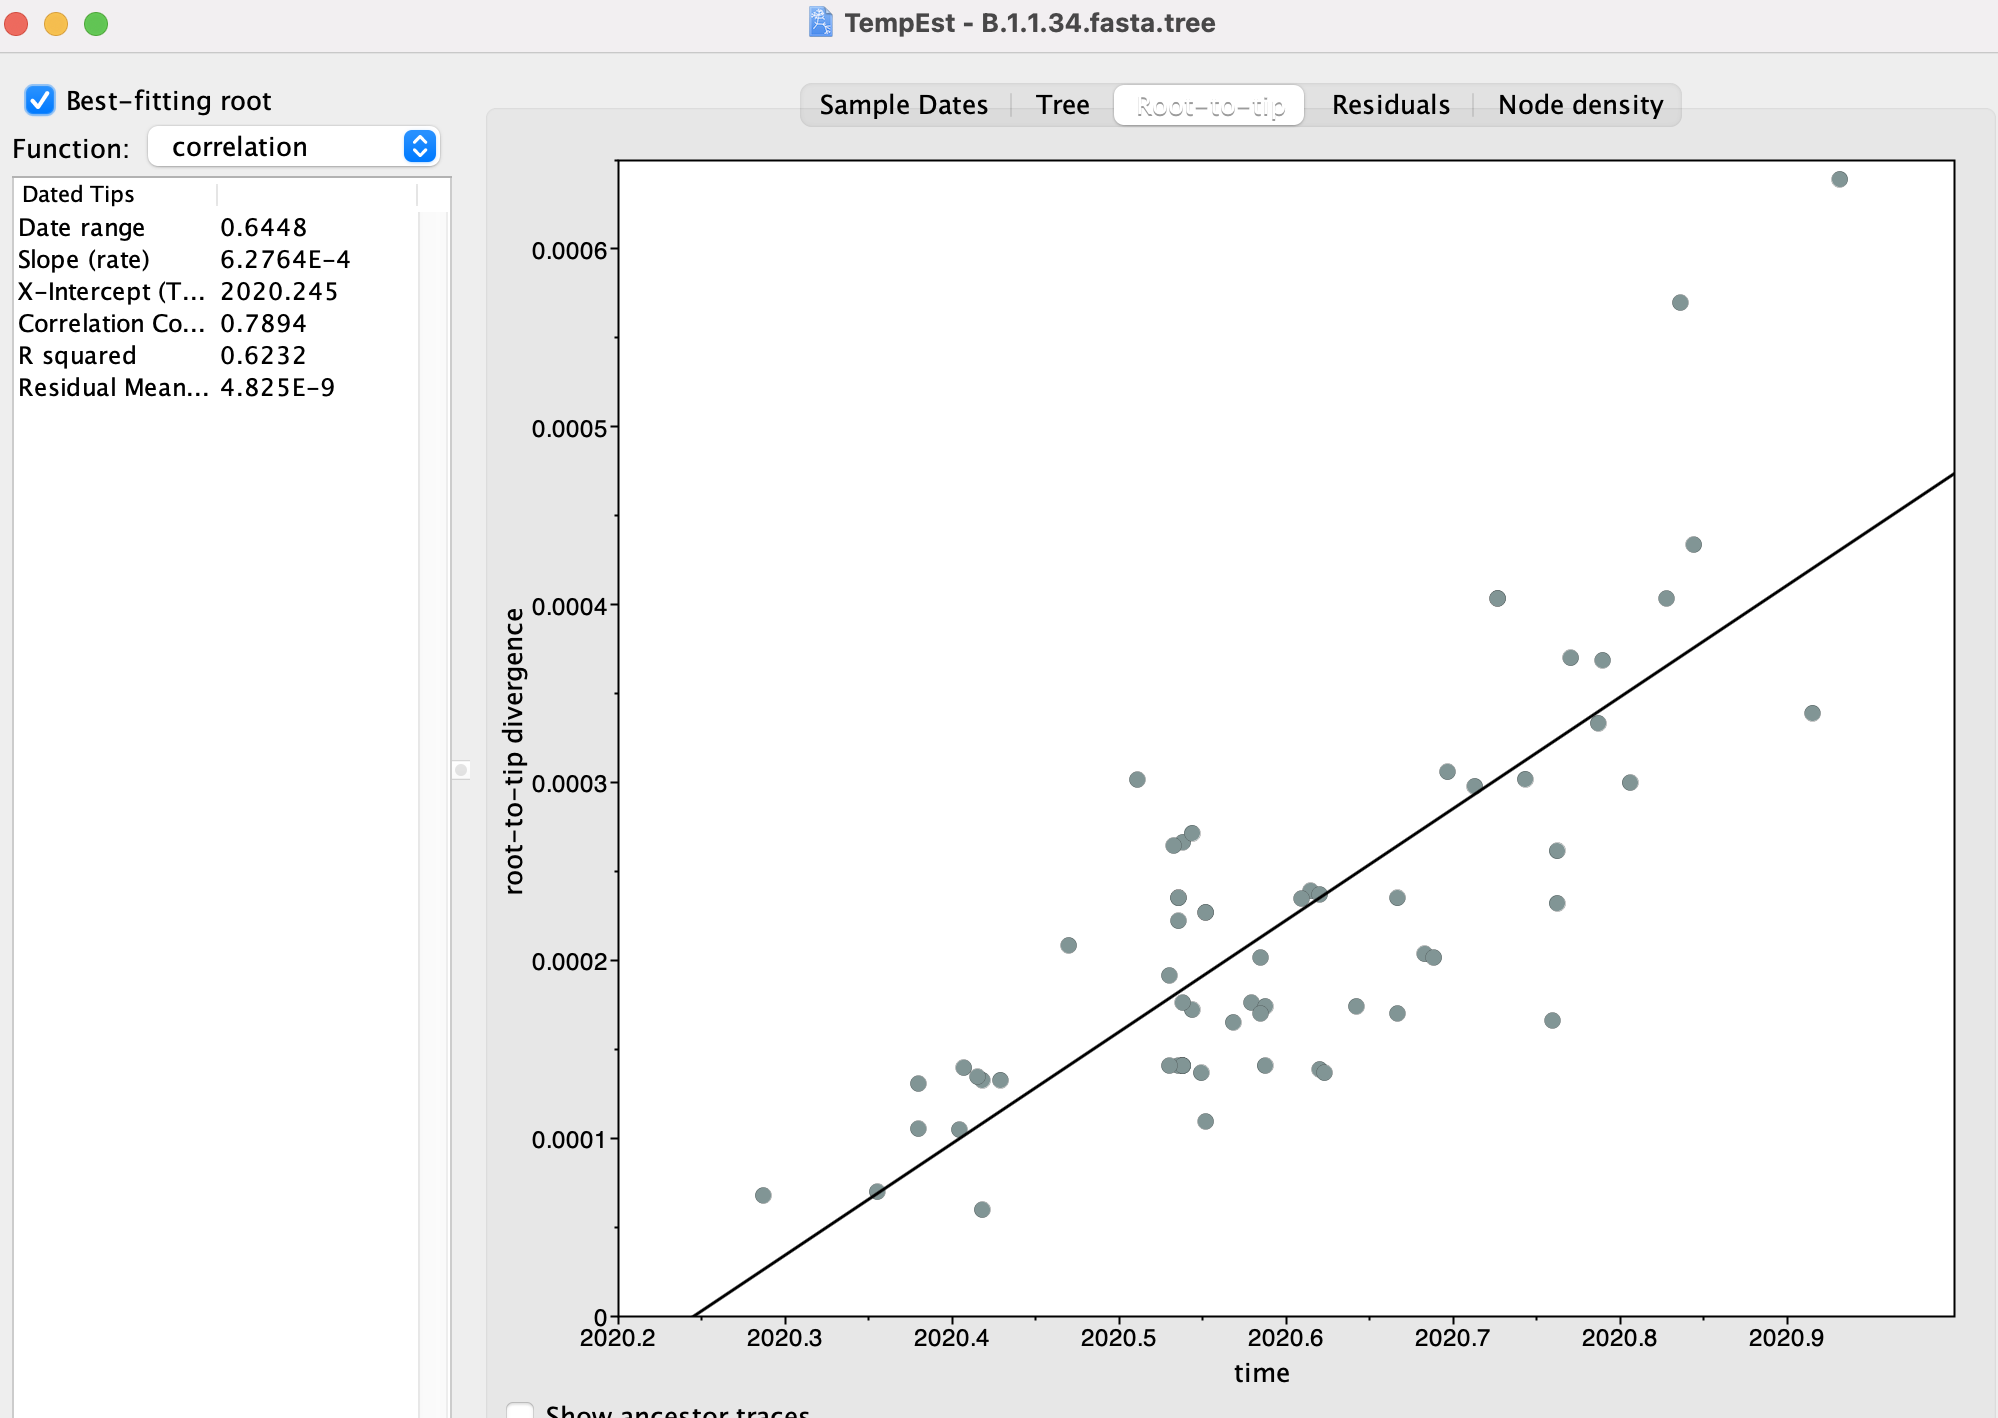 TempEst - B.1.1.34.fasta.tree
Best-fitting root
Function: correlation
Dated Tips
Date range 0.6448
Slope (rate) 6.2764E-4
X-Intercept (T... 2020.245
Correlation Co... 0.7894
R squared 0.6232
Residual Mean... 4.825E-9
Sample Dates Tree Root-to-tip Residuals Node density
root-to-tip divergence
0.0006
0.0005
0.0004
0.0003
0.0002
0.0001
0
2020.2 2020.3 2020.4 2020.5 2020.6 2020.7 2020.8 2020.9
time
Show ancestor traces